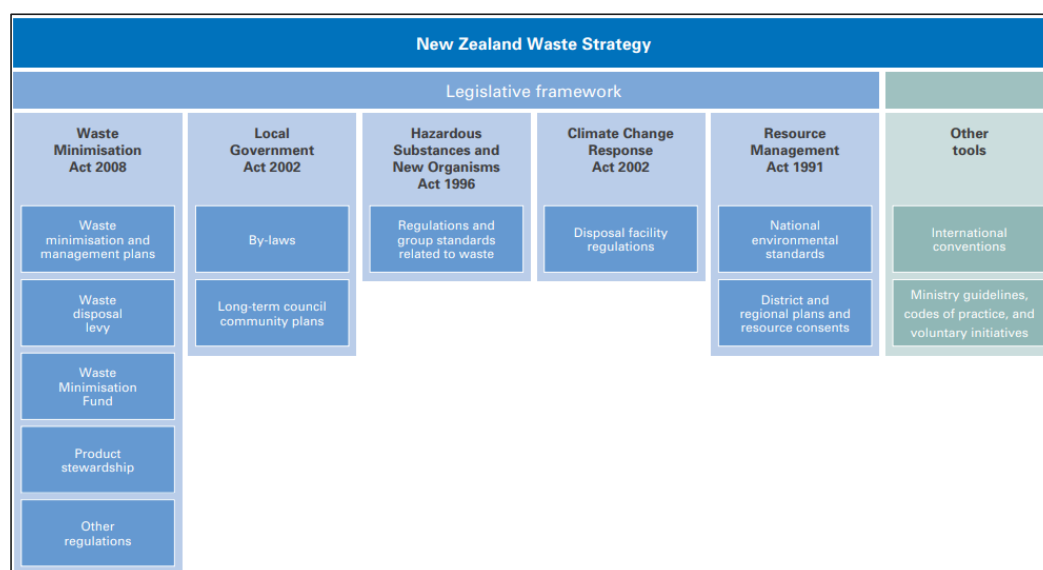 New Zealand Waste Strategy
Legislative framework
Waste
Minimisation
Act 2008
Waste
minimisation and
management plans
Waste
disposal
levy
Waste
Minimisation
Fund
Product
stewardship
Other
regulations
Local
Government
Act 2002
By-laws
Long-term council
community plans
Hazardous
Substances and
New Organisms
Act 1996
Regulations and
group standards
related to waste
Climate Change
Response
Act 2002
Disposal facility
regulations
Resource
Management
Act 1991
National
environmental
standards
District and
regional plans and
resource consents
Other
tools
International
conventions
Ministry guidelines,
codes of practice, and
voluntary initiatives